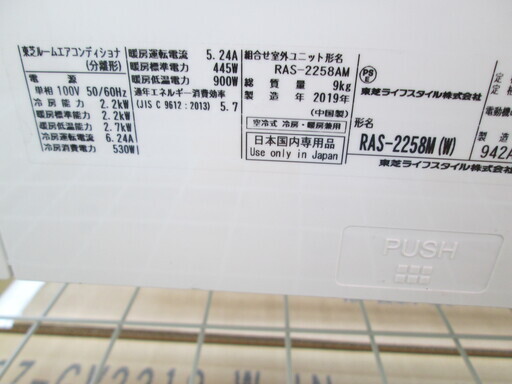 東芝ルームエアコンディショナ
(分離形)
電 源
単相 100V 50/60Hz
冷房能力 2.2kW
暖房能力 2.2kW
暖房低温能力 2.7kW
冷房運転電流 6.24A
冷房消費電力 530W
暖房運転電流 5.24A
暖房標準電力 445W
暖房低温電力 900W
通年エネルギー消費効率
(JIS C 9612:2013) 5.7
組合せ室外ユニット形名
RAS-2258AM
総質量 9kg
製造年 2019年
(中国製)
空冷式 冷房・暖房兼用
日本国内専用品
Use only in Japan
PS
E
東芝ライフスタイル株式会社
形名
RAS-2258M(W)
東芝ライフスタイル株式会社
電動機
製造
942A
PUSH